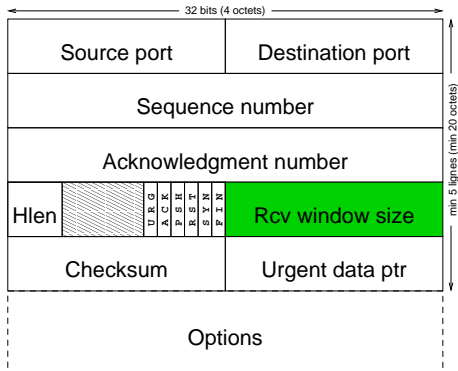 32 bits (4 octets)
Source port
Destination port
Sequence number
Acknowledgment number
Hlen
URG
ACK
PSH
RST
SYN
FIN
Rcv window size
Checksum
Urgent data ptr
Options
min 5 lignes (min 20 octets)